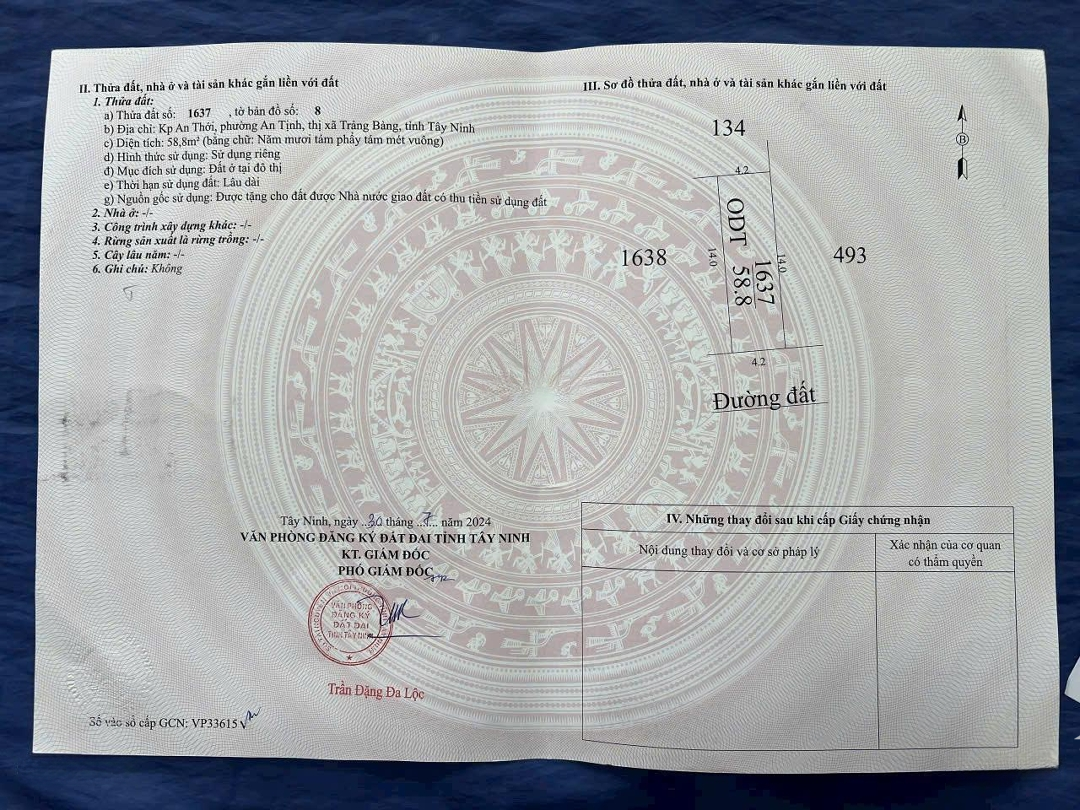 II. Thửa đất, nhà ở và tài sản khác gắn liền với đất
1. Thửa đất:
a) Thửa đất số: 1637 , tờ bản đồ số: 8
b) Địa chỉ: Kp An Thới, phường An Tịnh, thị xã Trảng Bàng, tỉnh Tây Ninh
c) Diện tích: 58,8m² (bằng chữ: Năm mươi tám phẩy tám mét vuông)
d) Hình thức sử dụng: Sử dụng riêng
đ) Mục đích sử dụng: Đất ở tại đô thị
e) Thời hạn sử dụng đất: Lâu dài
g) Nguồn gốc sử dụng: Được tặng cho đất được Nhà nước giao đất có thu tiền sử dụng đất
2. Nhà ở: -/-
3. Công trình xây dựng khác: -/-
4. Rừng sản xuất là rừng trồng: -/-
5. Cây lâu năm: -/-
6. Ghi chú: Không
Tây Ninh, ngày 30 tháng 7 năm 2024
VĂN PHÒNG ĐĂNG KÝ ĐẤT ĐAI TỈNH TÂY NINH
KT. GIÁM ĐỐC
PHÓ GIÁM ĐỐC
VĂN PHÒNG
ĐĂNG KÝ
ĐẤT ĐAI
TỈNH TÂY NINH
Trần Đặng Đa Lộc
Số vào sổ cấp GCN: VP33615
III. Sơ đồ thửa đất, nhà ở và tài sản khác gắn liền với đất
B
134
4.2
ODT
1637
58.8
14.0
14.0
1638
493
4.2
Đường đất
IV. Những thay đổi sau khi cấp Giấy chứng nhận
Nội dung thay đổi và cơ sở pháp lý
Xác nhận của cơ quan
có thẩm quyền